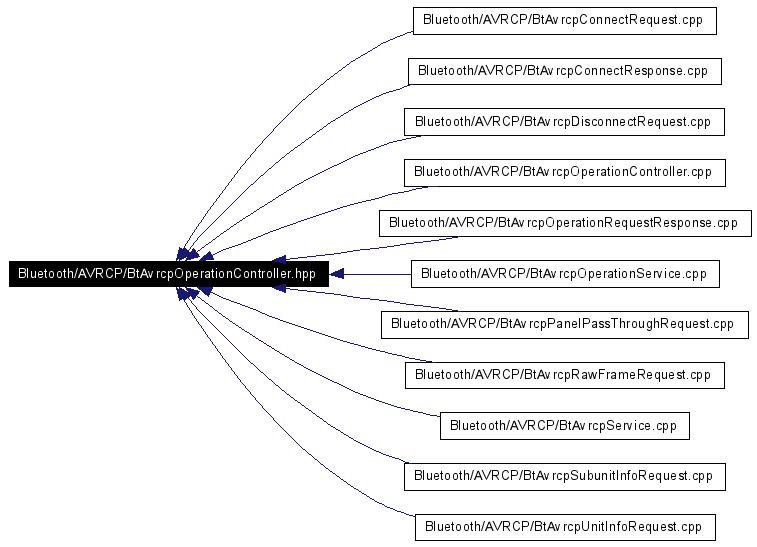 Bluetooth/AVRCP/BtAvrcpConnectRequest.cpp
Bluetooth/AVRCP/BtAvrcpConnectResponse.cpp
Bluetooth/AVRCP/BtAvrcpDisconnectRequest.cpp
Bluetooth/AVRCP/BtAvrcpOperationController.cpp
Bluetooth/AVRCP/BtAvrcpOperationRequestResponse.cpp
Bluetooth/AVRCP/BtAvrcpOperationController.hpp
Bluetooth/AVRCP/BtAvrcpOperationService.cpp
Bluetooth/AVRCP/BtAvrcpPanelPassThroughRequest.cpp
Bluetooth/AVRCP/BtAvrcpRawFrameRequest.cpp
Bluetooth/AVRCP/BtAvrcpService.cpp
Bluetooth/AVRCP/BtAvrcpSubunitInfoRequest.cpp
Bluetooth/AVRCP/BtAvrcpUnitInfoRequest.cpp